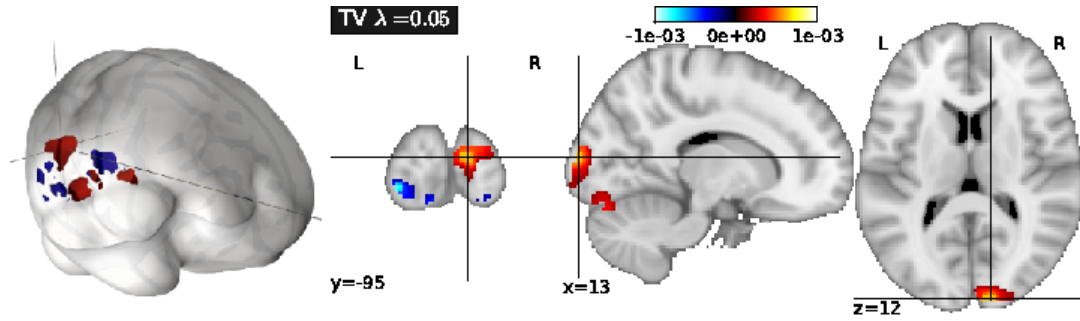 TV λ =0.05
-1e-03 0e+00 1e-03
L R
L R
y=-95
x=13
z=12